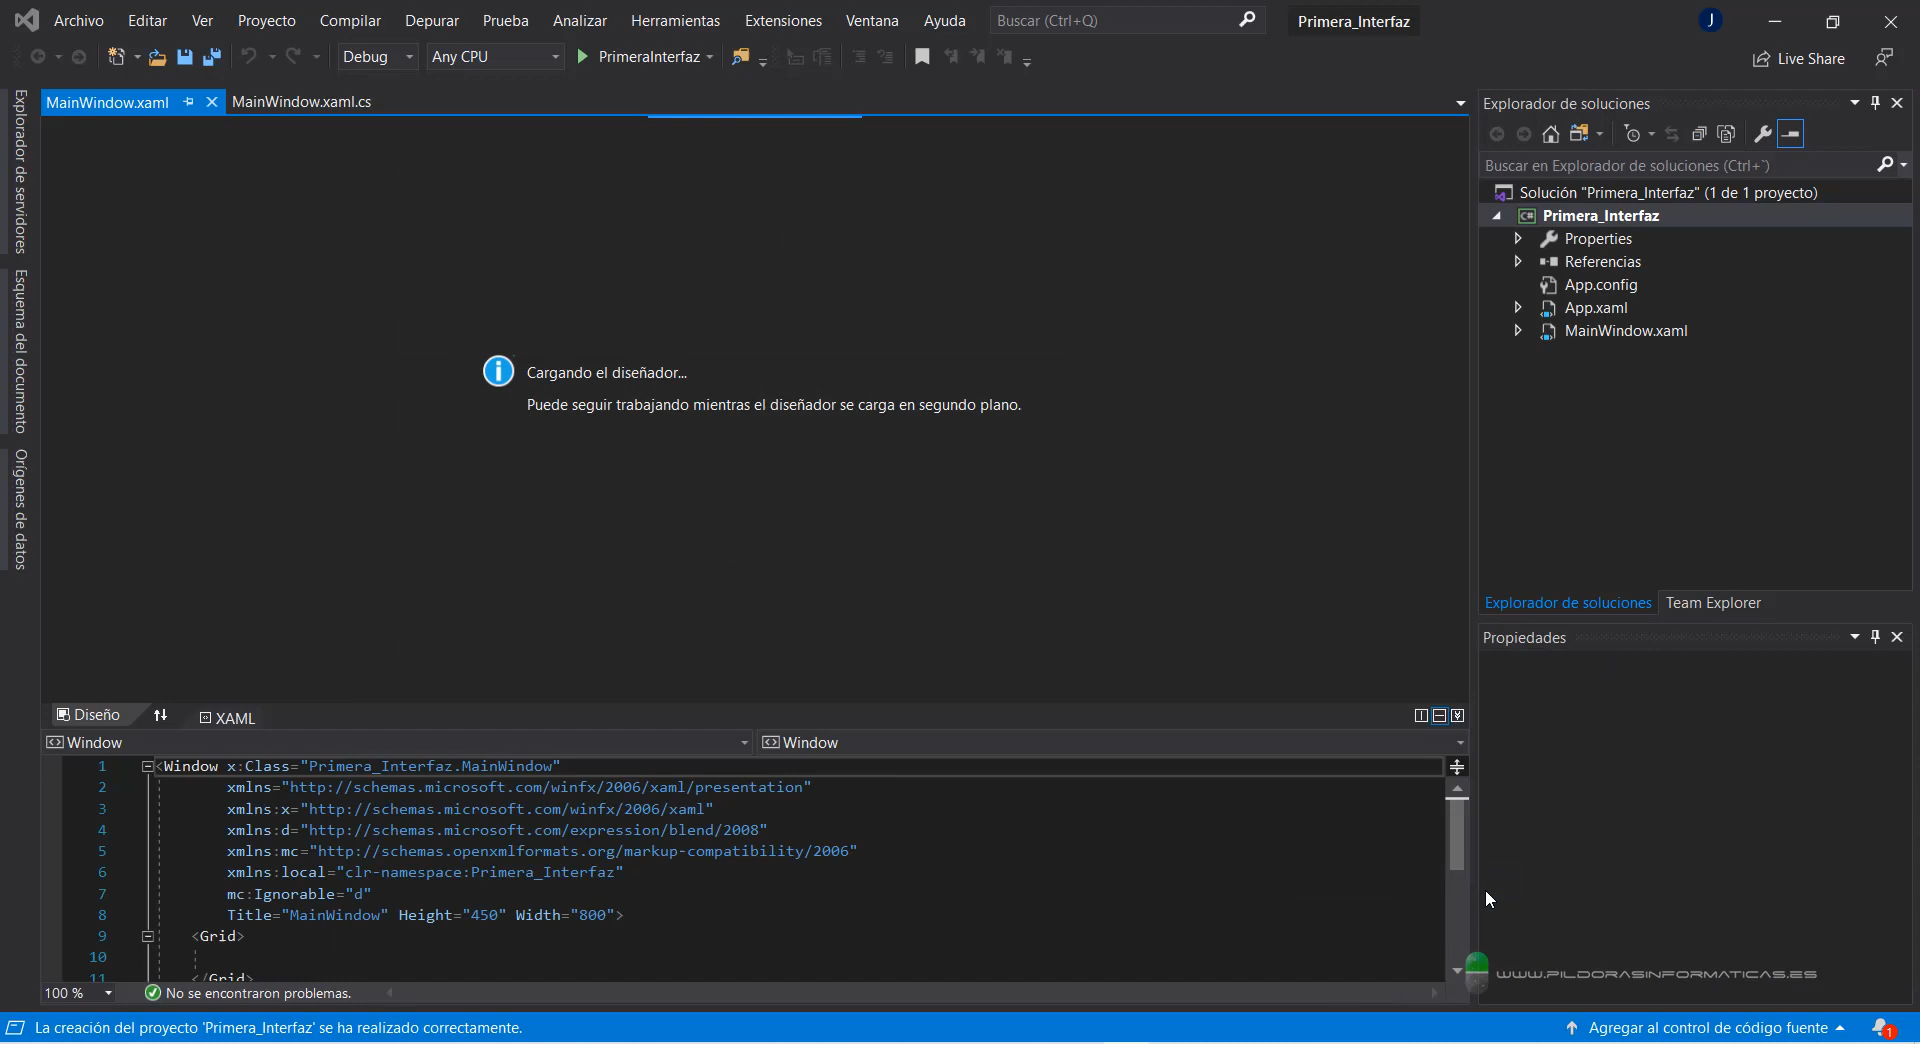 Archivo Editar Ver Proyecto Compilar Depurar Prueba Analizar Herramientas Extensiones Ventana Ayuda Buscar (Ctrl+Q) Primera_Interfaz J
Debug Any CPU PrimeraInterfaz Live Share
MainWindow.xaml MainWindow.xaml.cs
Explorador de servidores
Esquema del documento
Orígenes de datos
Cargando el diseñador...
Puede seguir trabajando mientras el diseñador se carga en segundo plano.
Diseño XAML
Window Window
1 <Window x:Class="Primera_Interfaz.MainWindow"
2 xmlns="http://schemas.microsoft.com/winfx/2006/xaml/presentation"
3 xmlns:x="http://schemas.microsoft.com/winfx/2006/xaml"
4 xmlns:d="http://schemas.microsoft.com/expression/blend/2008"
5 xmlns:mc="http://schemas.openxmlformats.org/markup-compatibility/2006"
6 xmlns:local="clr-namespace:Primera_Interfaz"
7 mc:Ignorable="d"
8 Title="MainWindow" Height="450" Width="800">
9 <Grid>
10
11 </Grid>
100 % No se encontraron problemas.
Explorador de soluciones
Buscar en Explorador de soluciones (Ctrl+`)
Solución "Primera_Interfaz" (1 de 1 proyecto)
C# Primera_Interfaz
Properties
Referencias
App.config
App.xaml
MainWindow.xaml
Explorador de soluciones Team Explorer
Propiedades
WWW.PILDORASINFORMATICAS.ES
La creación del proyecto 'Primera_Interfaz' se ha realizado correctamente. Agregar al control de código fuente 1